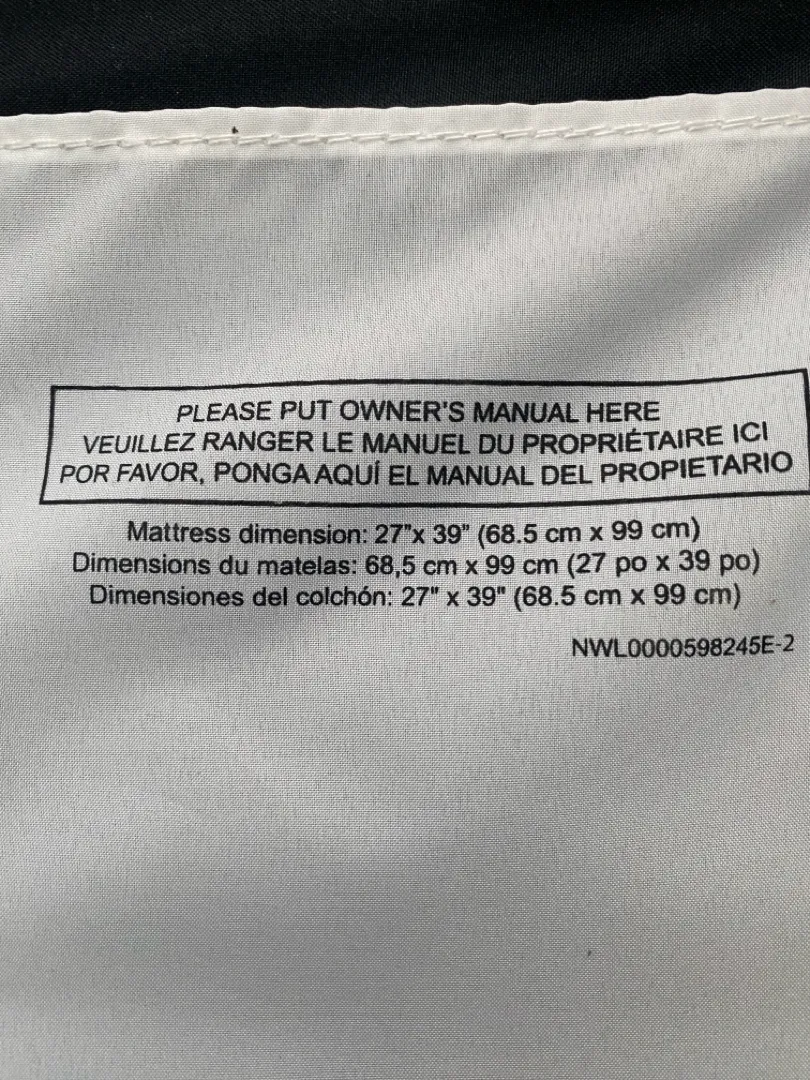 PLEASE PUT OWNER'S MANUAL HERE
VEUILLEZ RANGER LE MANUEL DU PROPRIÉTAIRE ICI
POR FAVOR, PONGA AQUÍ EL MANUAL DEL PROPIETARIO
Mattress dimension: 27"x 39" (68.5 cm x 99 cm)
Dimensions du matelas: 68,5 cm x 99 cm (27 po x 39 po)
Dimensiones del colchón: 27" x 39" (68.5 cm x 99 cm)
NWL0000598245E-2